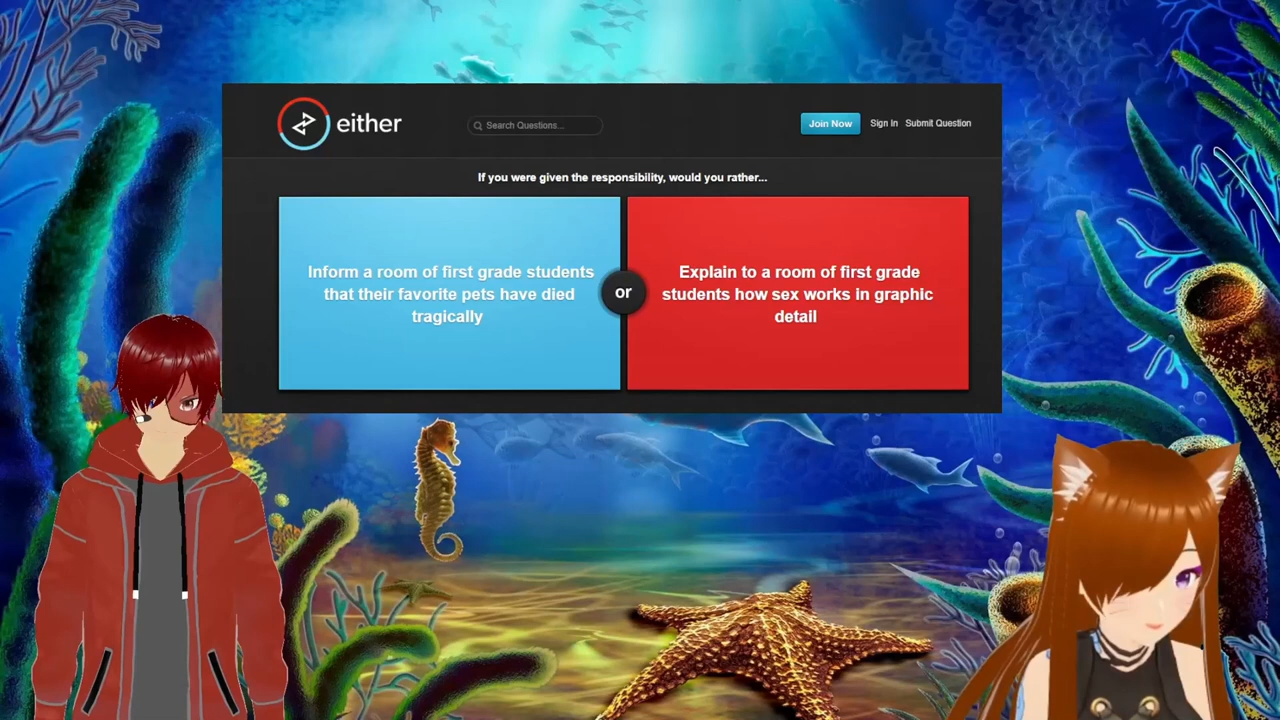 either
Search Questions...
Join Now
Sign In
Submit Question
If you were given the responsibility, would you rather...
Inform a room of first grade students
that their favorite pets have died
tragically
or
Explain to a room of first grade
students how sex works in graphic
detail